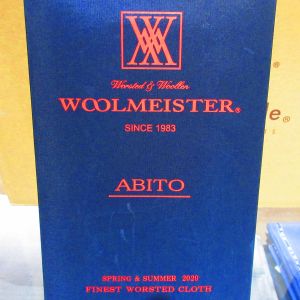 Worsted & Woollen
WOOLMEISTER®
SINCE 1983
ABITO
SPRING & SUMMER 2020
FINEST WORSTED CLOTH